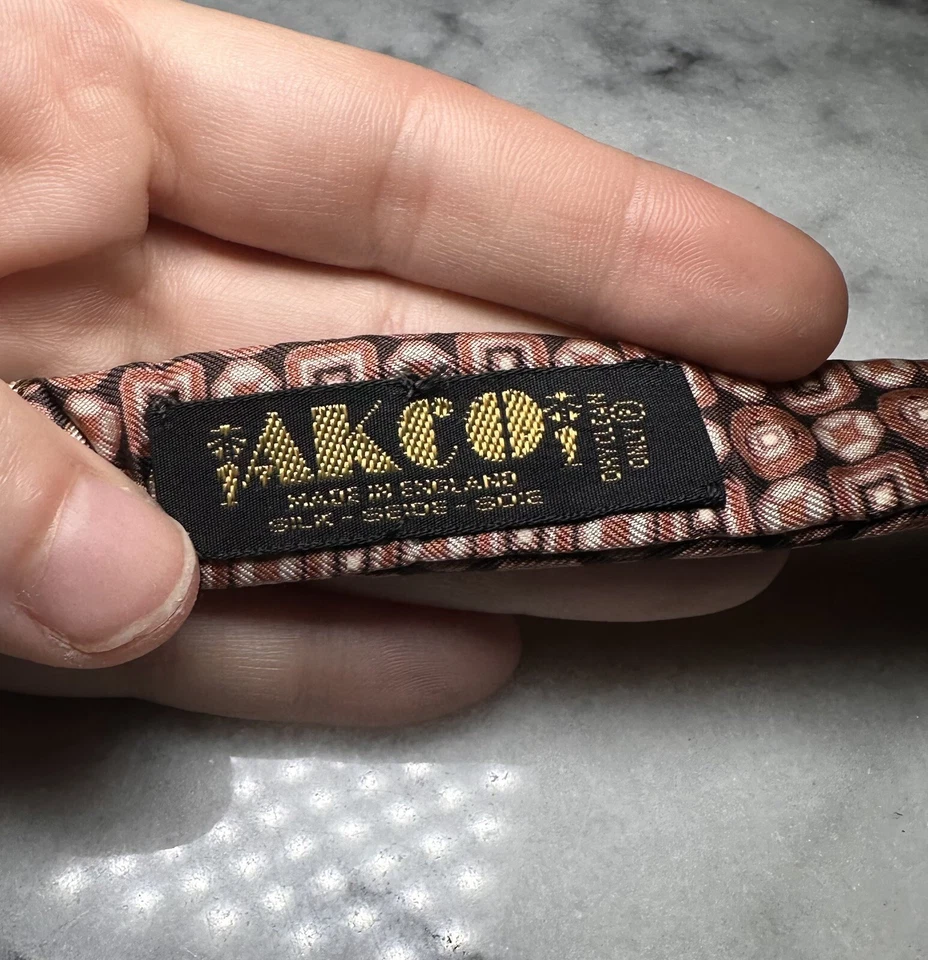 AKCO
MADE IN ENGLAND
SILK - SEIDE - SOIE